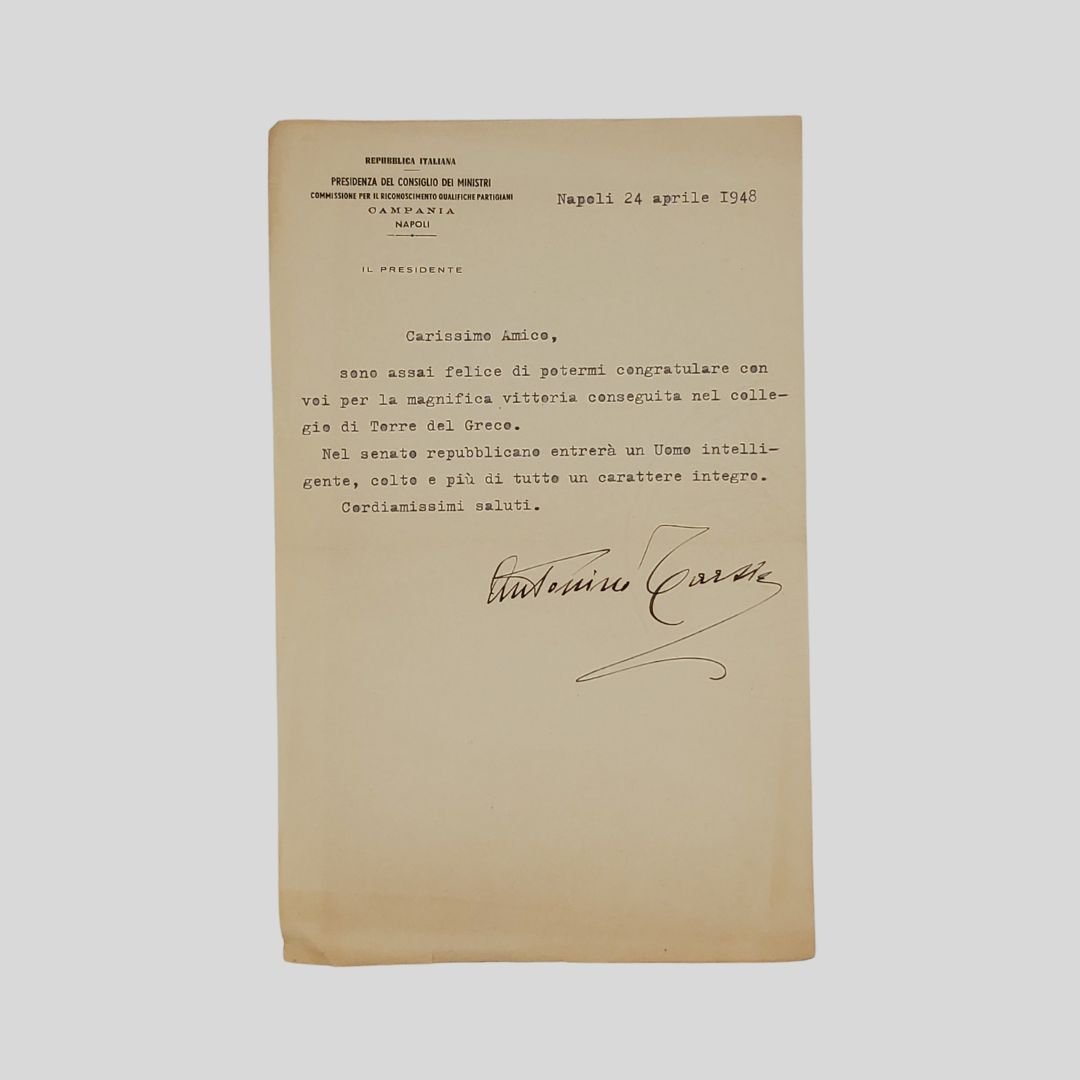 REPUBBLICA ITALIANA
PRESIDENZA DEL CONSIGLIO DEI MINISTRI
COMMISSIONE PER IL RICONOSCIMENTO QUALIFICHE PARTIGIANI
CAMPANIA
NAPOLI
IL PRESIDENTE
Napoli 24 aprile 1948
Carissimo Amico,
sono assai felice di potermi congratulare con
voi per la magnifica vittoria conseguita nel colle-
gio di Torre del Greco.
Nel senato repubblicano entrerà un Uomo intelli-
gente, colto e più di tutto un carattere integro.
Cordiamissimi saluti.
Antonino